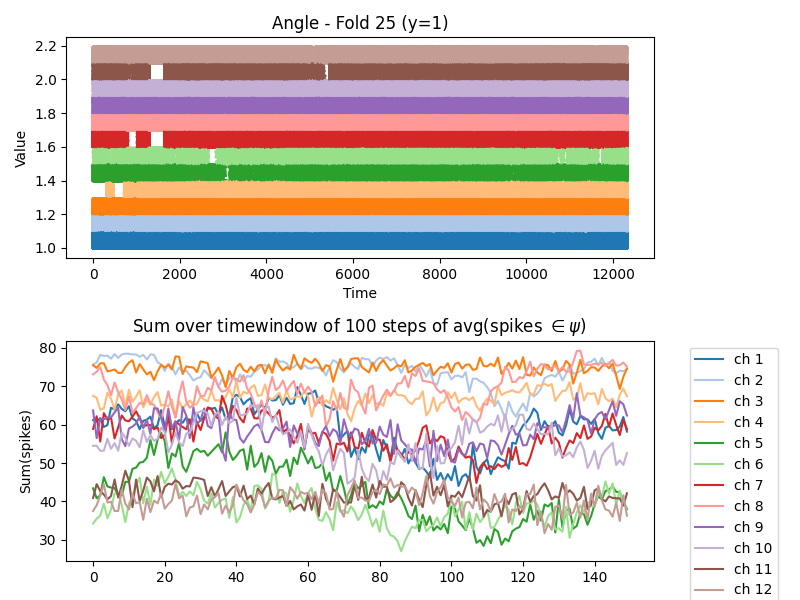 Angle - Fold 25 (y=1)
2.2
2.0
1.8
1.6
1.4
1.2
1.0
Value
0 2000 4000 6000 8000 10000 12000
Time
Sum over timewindow of 100 steps of avg(spikes ∈ ψ)
80
70
60
50
40
30
Sum(spikes)
0 20 40 60 80 100 120 140
ch 1
ch 2
ch 3
ch 4
ch 5
ch 6
ch 7
ch 8
ch 9
ch 10
ch 11
ch 12